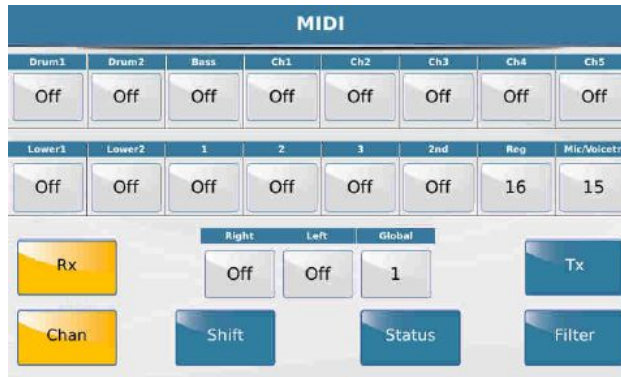 MIDI
Drum1 Drum2 Bass Ch1 Ch2 Ch3 Ch4 Ch5
Off Off Off Off Off Off Off Off
Lower1 Lower2 1 2 3 2nd Reg Mic/Voicetr
Off Off Off Off Off Off 16 15
Right Left Global
Rx Off Off 1 Tx
Chan Shift Status Filter